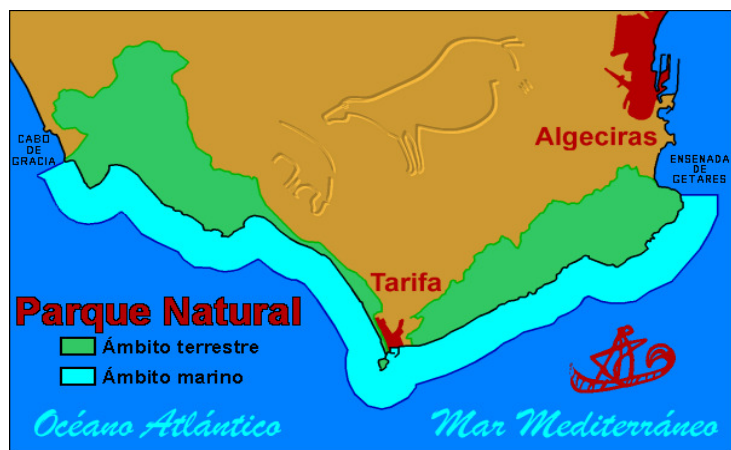 Algeciras
CABO
DE
GRACIA
ENSENADA
DE
GETARES
Tarifa
Parque Natural
Ámbito terrestre
Ámbito marino
Océano Atlántico
Mar Mediterráneo